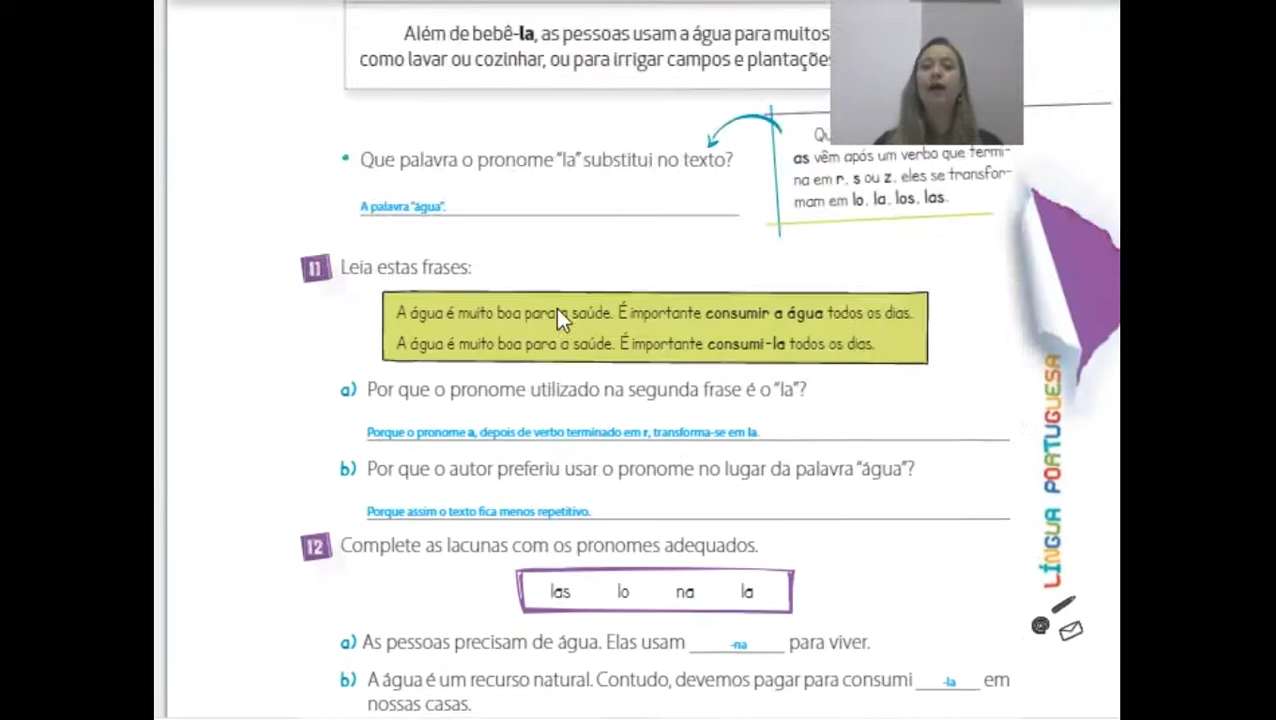 Além de bebê-la, as pessoas usam a água para muitos
como lavar ou cozinhar, ou para irrigar campos e plantações
• Que palavra o pronome "la" substitui no texto?
A palavra "água".
as vêm após um verbo que termi-
na em r, s ou z, eles se transfor-
mam em lo, la, los, las.
11 Leia estas frases:
A água é muito boa para a saúde. É importante consumir a água todos os dias.
A água é muito boa para a saúde. É importante consumi-la todos os dias.
a) Por que o pronome utilizado na segunda frase é o "la"?
Porque o pronome a, depois de verbo terminado em r, transforma-se em la.
b) Por que o autor preferiu usar o pronome no lugar da palavra "água"?
Porque assim o texto fica menos repetitivo.
12 Complete as lacunas com os pronomes adequados.
las lo na la
a) As pessoas precisam de água. Elas usam -na para viver.
b) A água é um recurso natural. Contudo, devemos pagar para consumi -la em
nossas casas.
LÍNGUA PORTUGUESA